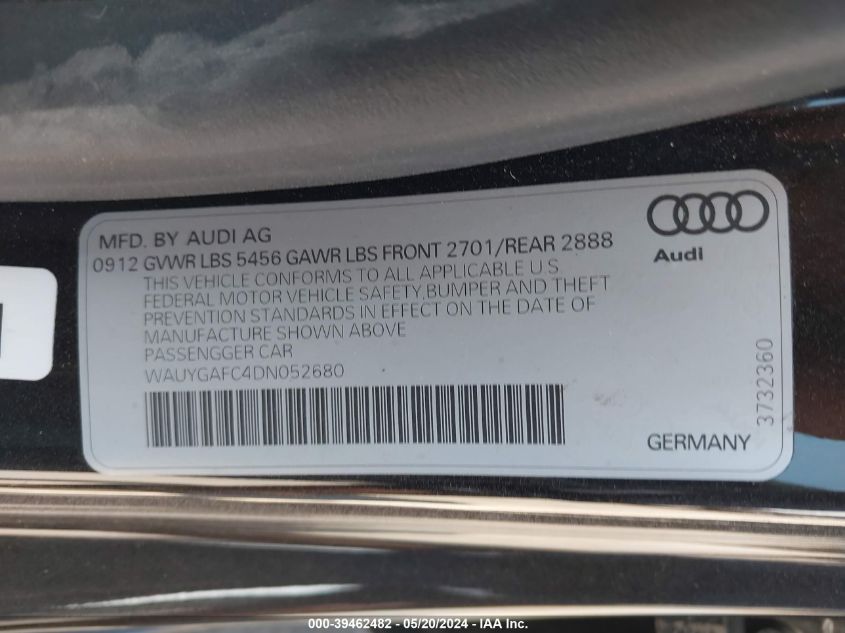 MFD. BY AUDI AG
0912 GVWR LBS 5456 GAWR LBS FRONT 2701/REAR 2888
THIS VEHICLE CONFORMS TO ALL APPLICABLE U S
FEDERAL MOTOR VEHICLE SAFETY,BUMPER AND THEFT
PREVENTION STANDARDS IN EFFECT ON THE DATE OF
MANUFACTURE SHOWN ABOVE
PASSENGGER CAR
WAUYGAFC4DN052680
Audi
GERMANY
3732360
000-39462482 - 05/20/2024 - IAA Inc.